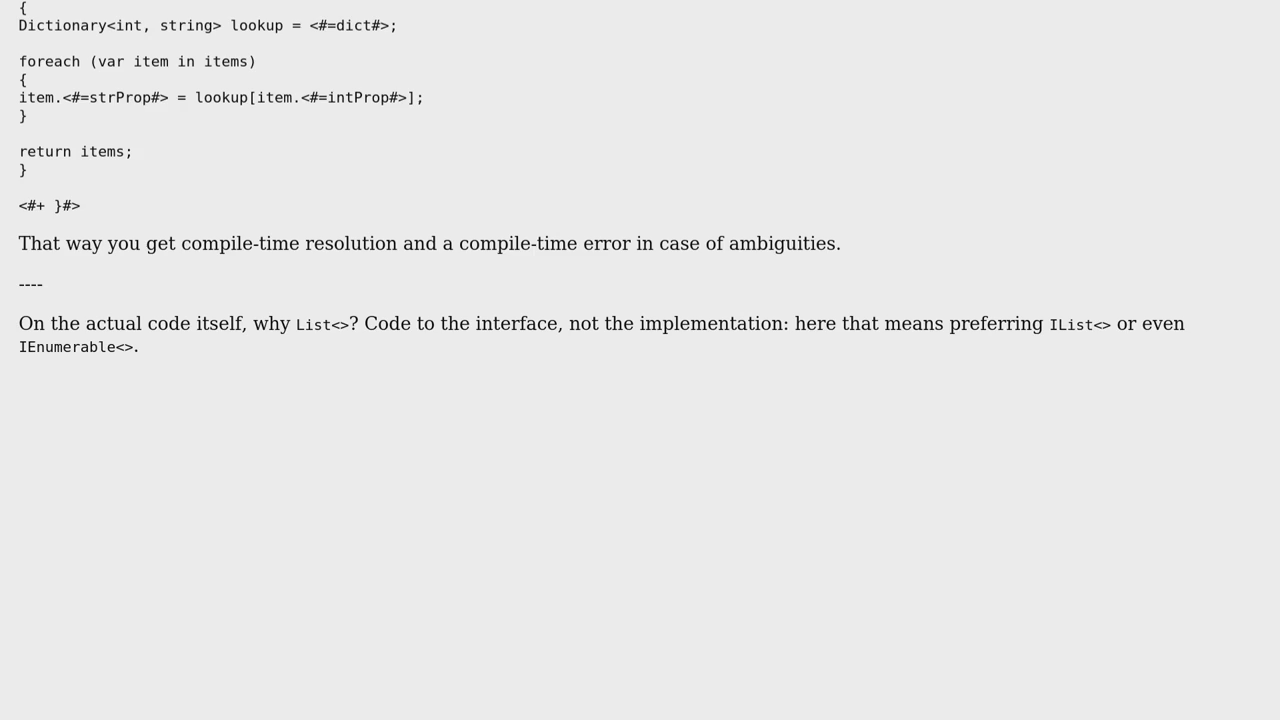 {
Dictionary<int, string> lookup = <#=dict#>;
foreach (var item in items)
{
item.<#=strProp#> = lookup[item.<#=intProp#>];
}
return items;
}
<#+ }#>
That way you get compile-time resolution and a compile-time error in case of ambiguities.
----
On the actual code itself, why List<>? Code to the interface, not the implementation: here that means preferring IList<> or even
IEnumerable<>.